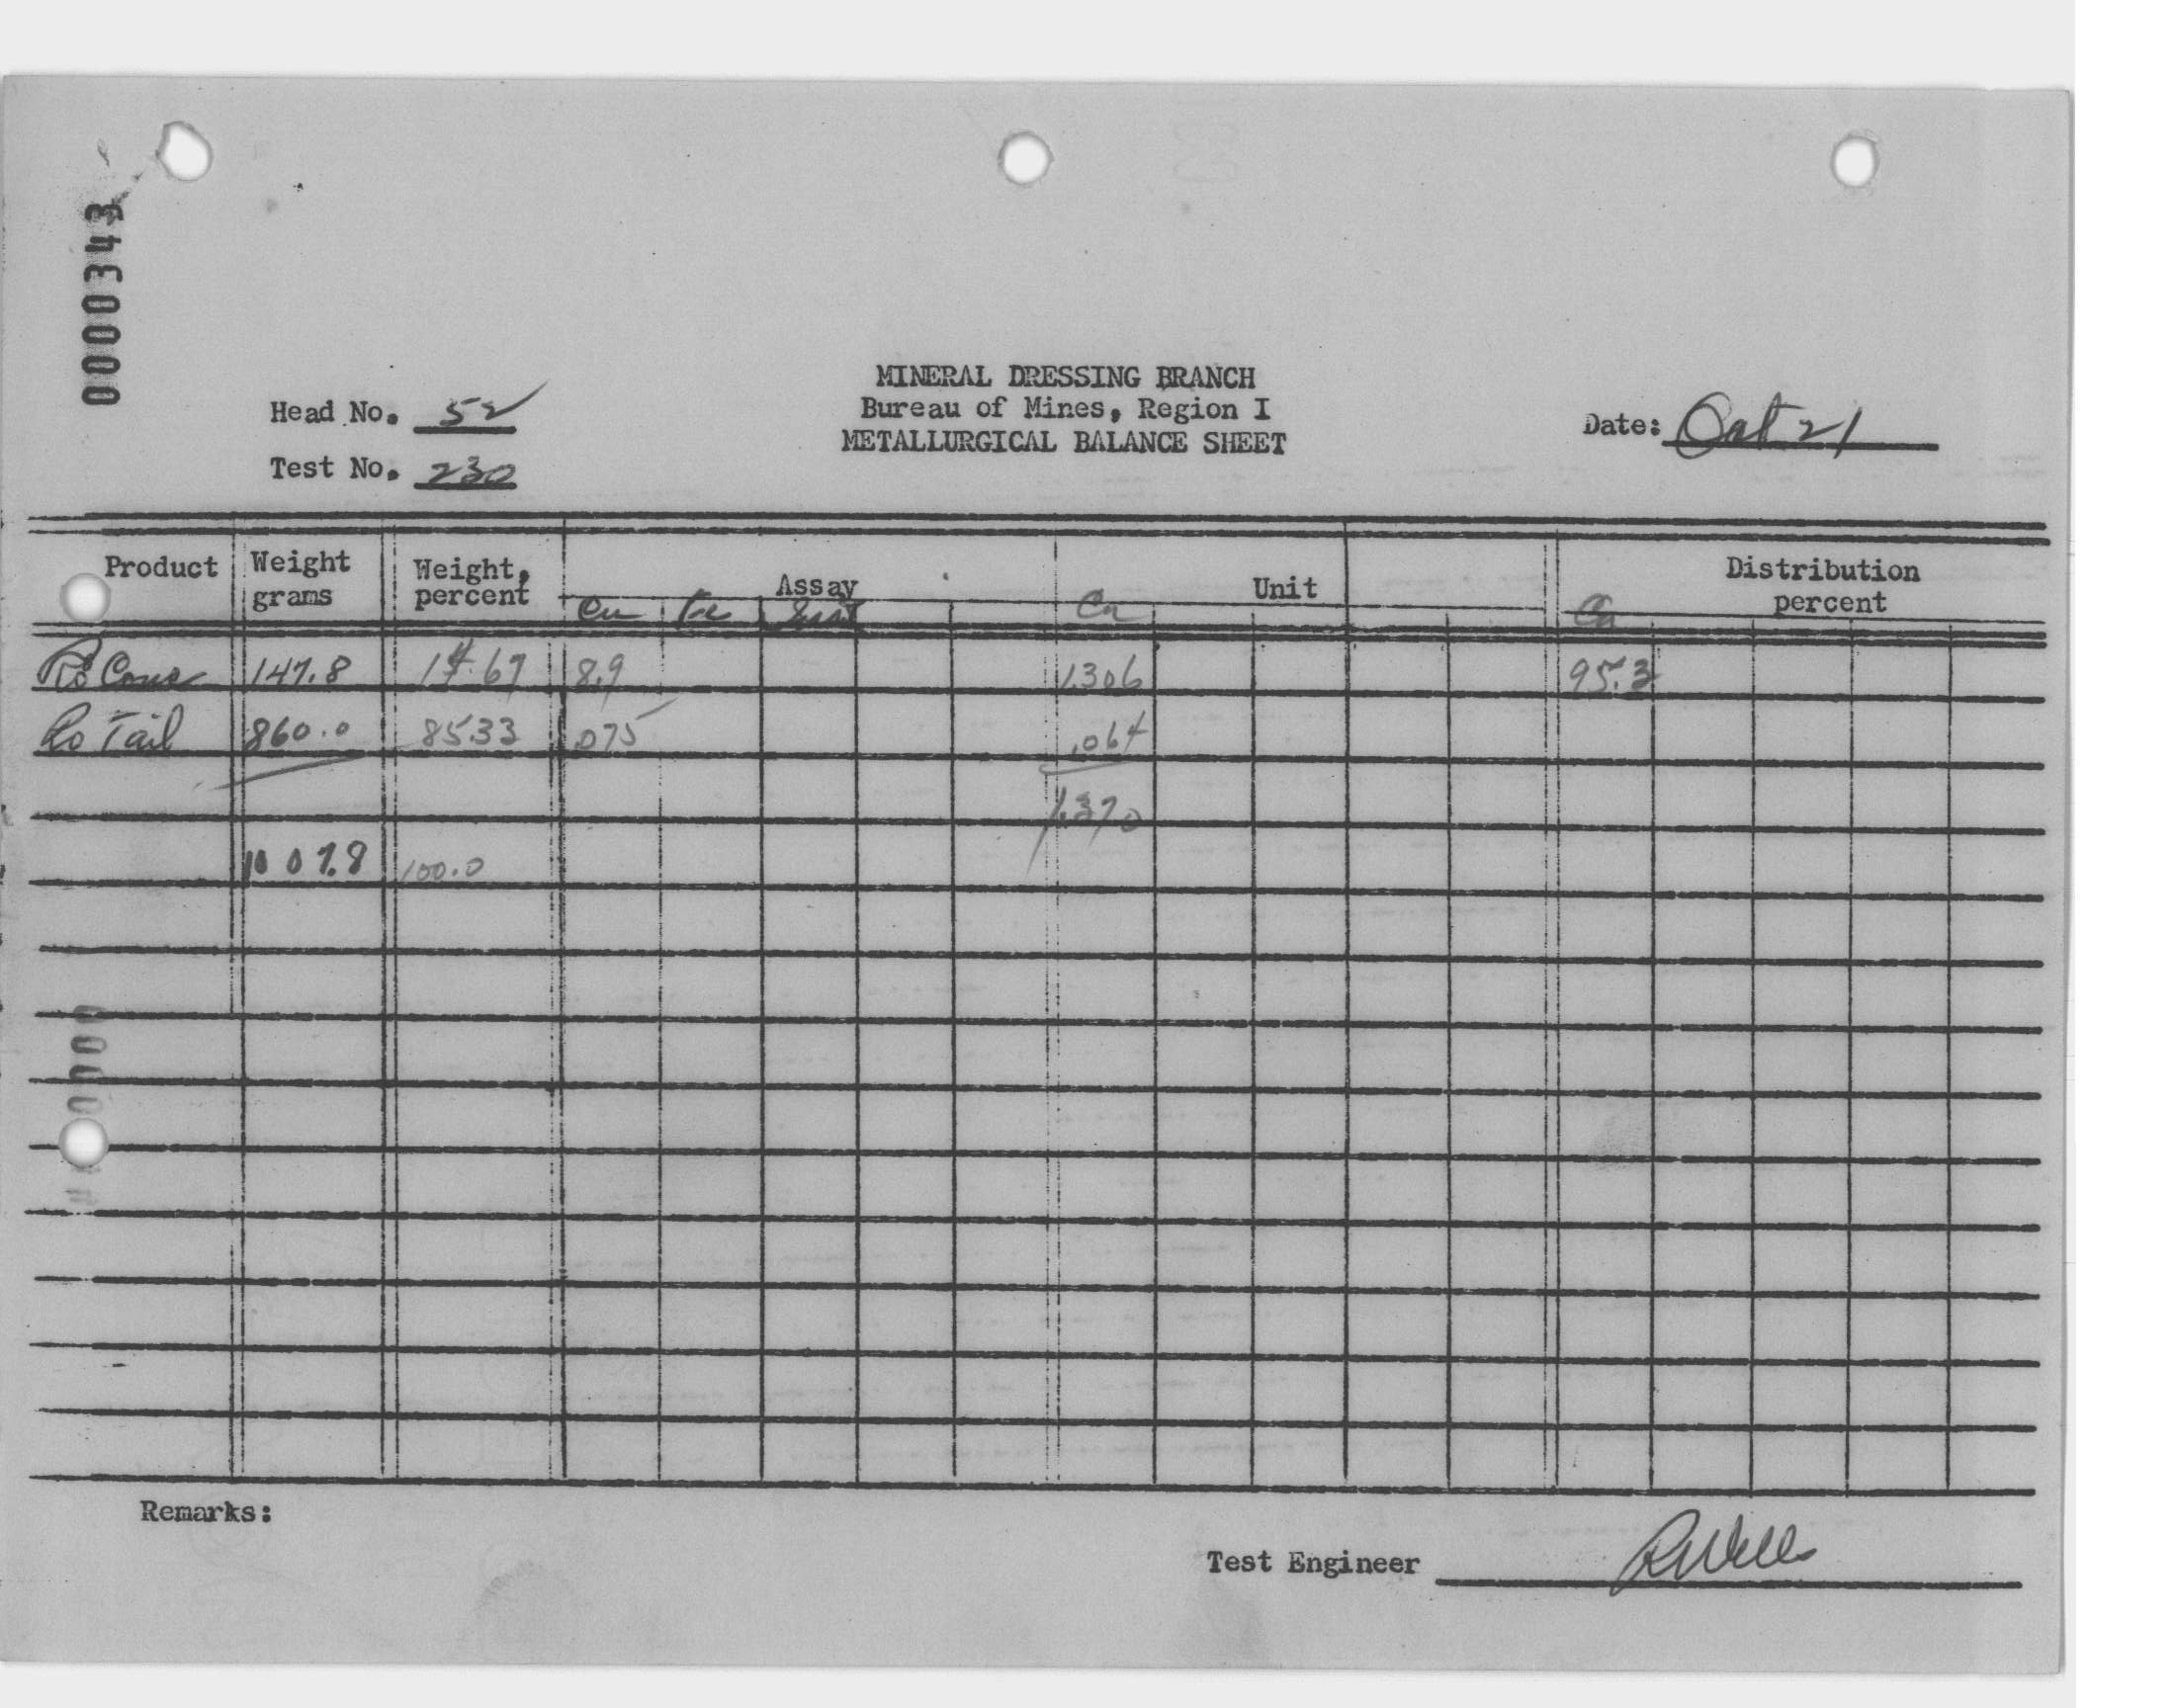 0000343
MINERAL DRESSING BRANCH
Head No. 52
Bureau of Mines, Region I
Date: Oct 21
METALLURGICAL BALANCE SHEET
Test No. 230
Product Weight grams Weight, percent Assay Unit Distribution percent
Cu Fe Insol Cu Cu
Ro Conc 147.8 14.67 8.9 1.306 95.3
Ro Tail 860.0 85.33 .075 .064
1.370
1007.8 100.0
Remarks:
Test Engineer